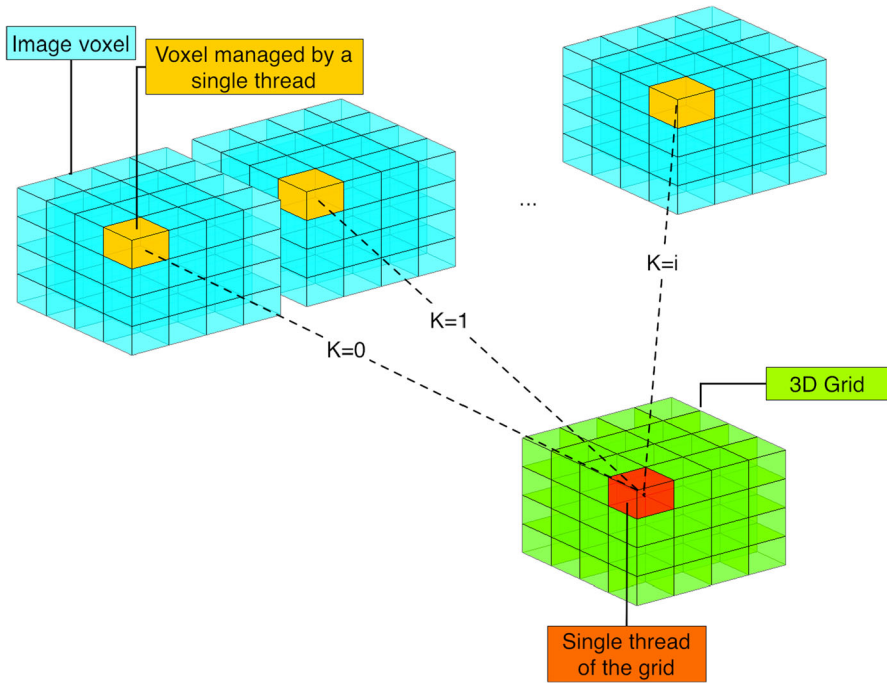 Image voxel
Voxel managed by a
single thread
...
K=i
K=1
K=0
3D Grid
Single thread
of the grid